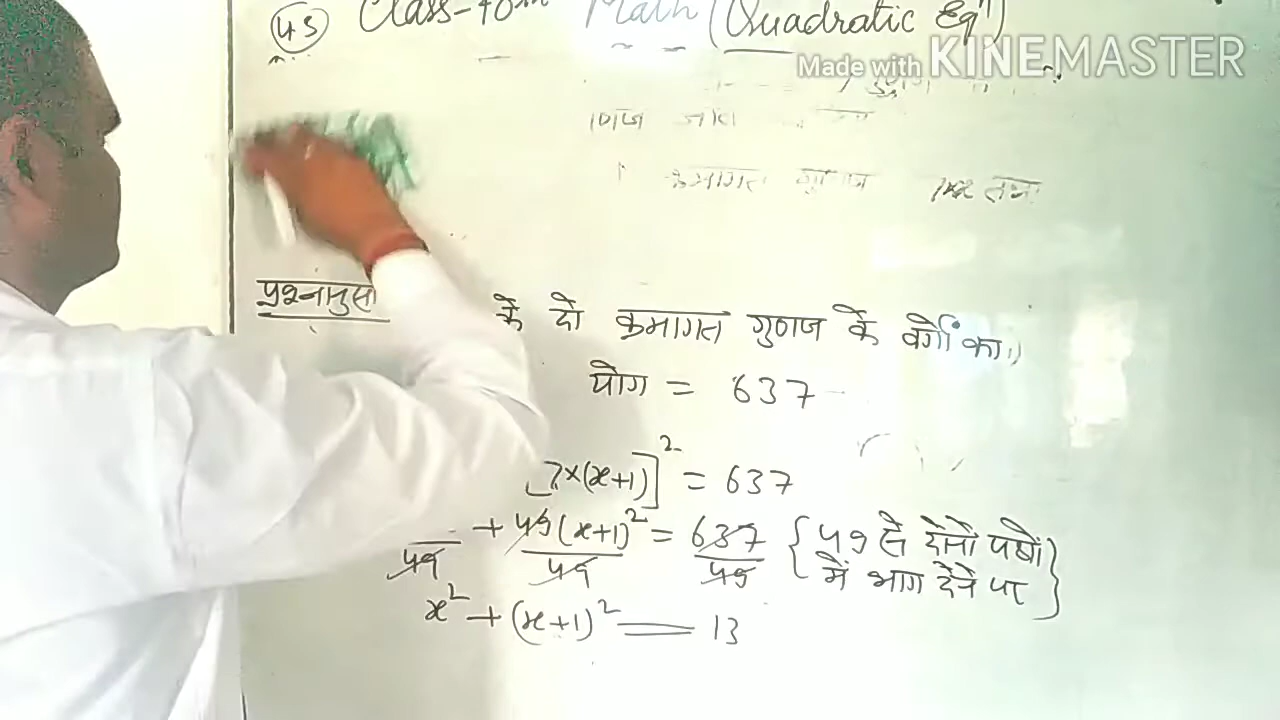 45 Class-10th Math (Quadratic Eqn)
Made with KINEMASTER
क्रमागत गुणज
प्रश्नानुसा के दो क्रमागत गुणज के वर्गों का
योग = 637
7×(x+1)]² = 637
+ 49(x+1)² = 637 {49 से दोनों पक्षों
49 49 49 में भाग देने पर}
x² + (x+1)² = 13